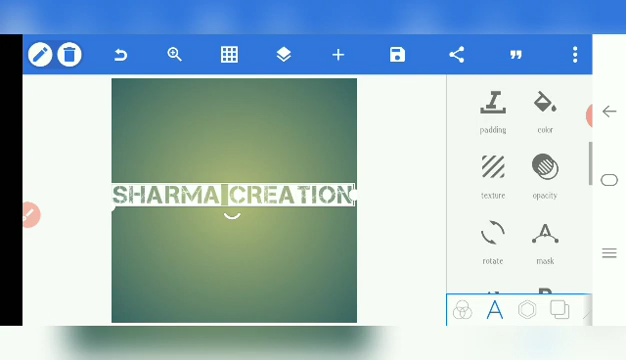 padding
color
SHARMA CREATION
texture
opacity
rotate
mask